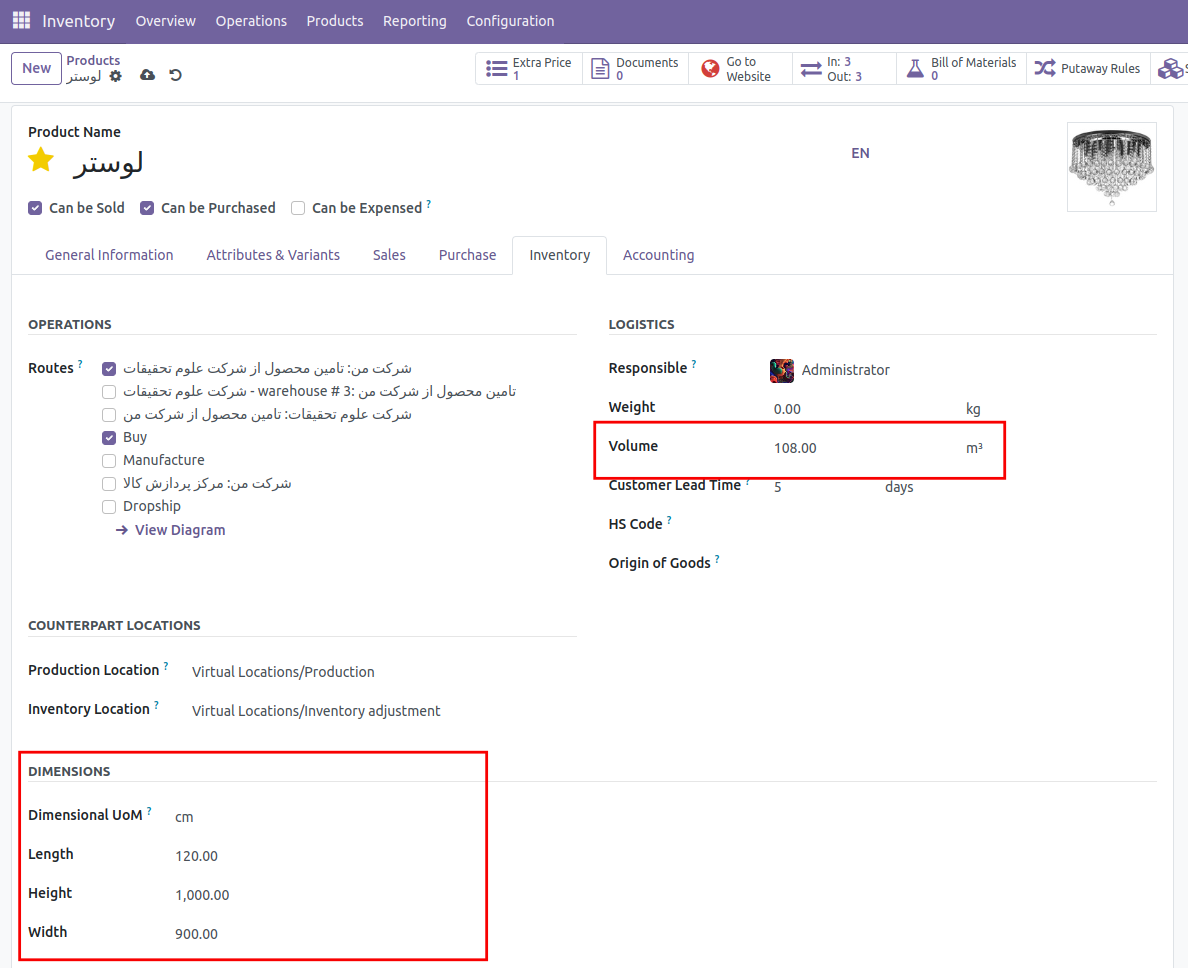 Inventory Overview Operations Products Reporting Configuration
New
Products
لوستر
Extra Price
1
Documents
0
Go to
Website
In: 3
Out: 3
Bill of Materials
0
Putaway Rules
Product Name
لوستر
EN
Can be Sold Can be Purchased Can be Expensed ?
General Information Attributes & Variants Sales Purchase Inventory Accounting
OPERATIONS
Routes ?
شرکت من: تامین محصول از شرکت علوم تحقیقات
تامین محصول از شرکت من :warehouse # 3 - شرکت علوم تحقیقات
شرکت علوم تحقیقات: تامین محصول از شرکت من
Buy
Manufacture
شرکت من: مرکز پردازش کالا
Dropship
→ View Diagram
LOGISTICS
Responsible ? Administrator
Weight 0.00 kg
Volume 108.00 m³
Customer Lead Time ? 5 days
HS Code ?
Origin of Goods ?
COUNTERPART LOCATIONS
Production Location ? Virtual Locations/Production
Inventory Location ? Virtual Locations/Inventory adjustment
DIMENSIONS
Dimensional UoM ? cm
Length 120.00
Height 1,000.00
Width 900.00